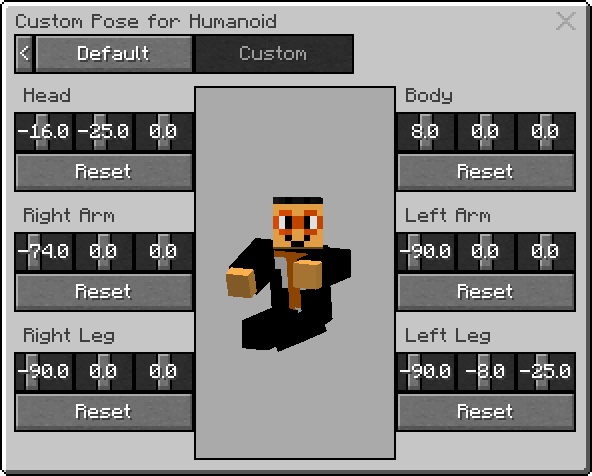 Custom Pose for Humanoid
< Default Custom
Head
-16.0 -25.0 0.0
Reset
Body
8.0 0.0 0.0
Reset
Right Arm
-74.0 0.0 0.0
Reset
Left Arm
-90.0 0.0 0.0
Reset
Right Leg
-90.0 0.0 0.0
Reset
Left Leg
-90.0 -8.0 -25.0
Reset